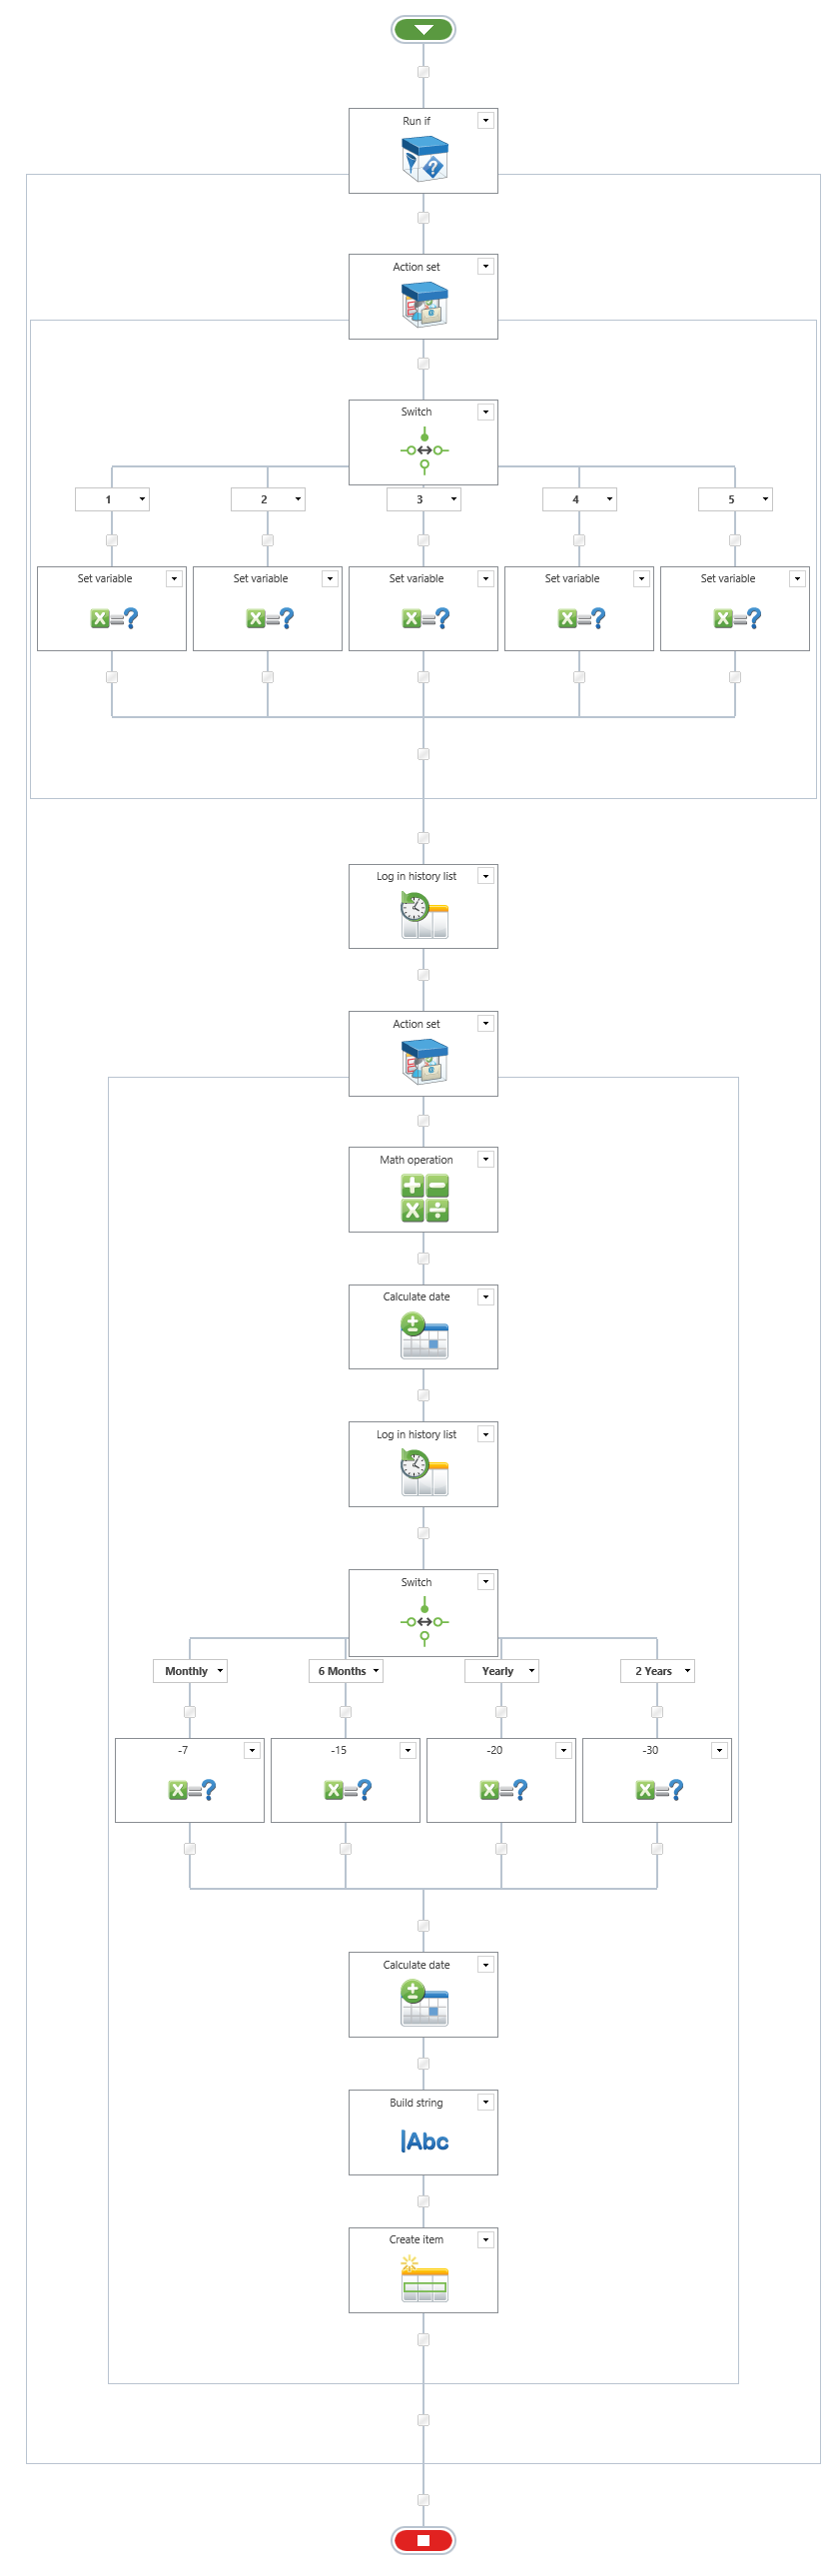 Run if
Action set
Switch
1 2 3 4 5
Set variable Set variable Set variable Set variable Set variable
X=? X=? X=? X=? X=?
Log in history list
Action set
Math operation
Calculate date
Log in history list
Switch
Monthly 6 Months Yearly 2 Years
-7 -15 -20 -30
X=? X=? X=? X=?
Calculate date
Build string
Abc
Create item